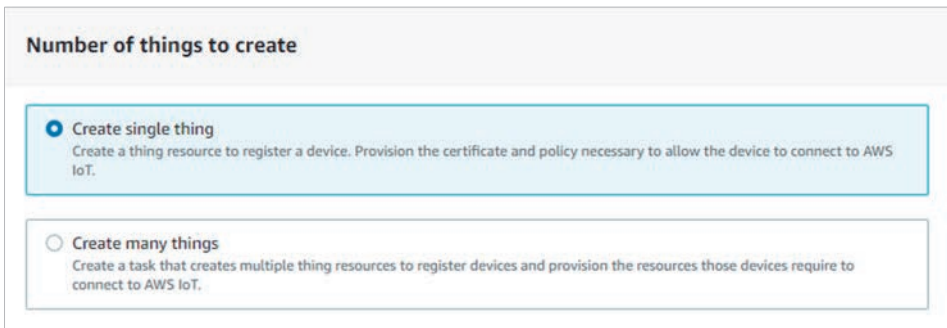 Number of things to create
Create single thing
Create a thing resource to register a device. Provision the certificate and policy necessary to allow the device to connect to AWS
IoT.
Create many things
Create a task that creates multiple thing resources to register devices and provision the resources those devices require to
connect to AWS IoT.